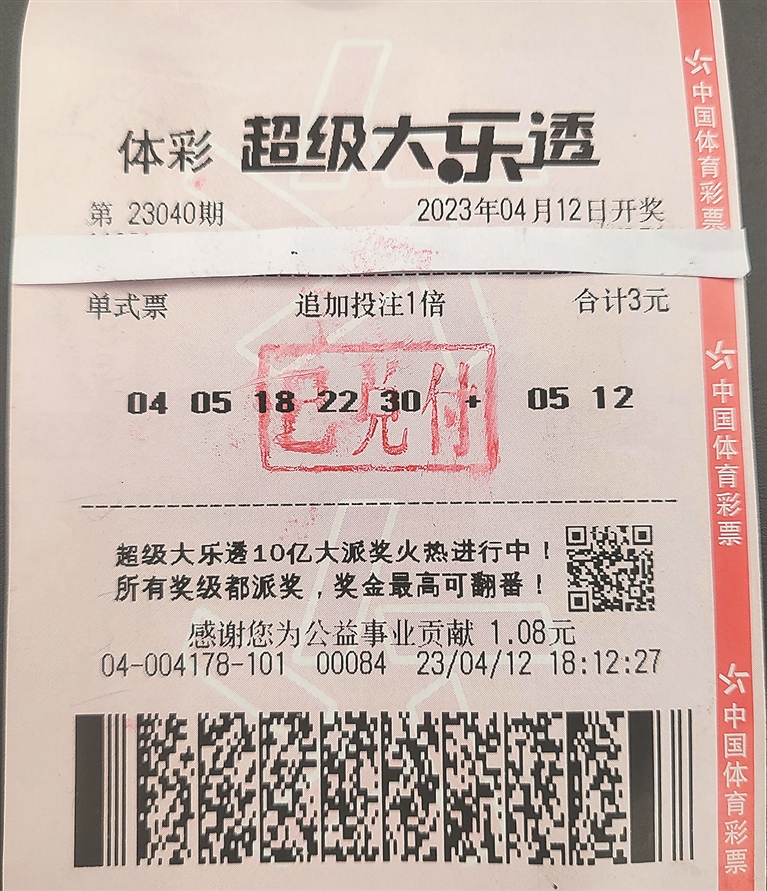 体彩 超级大乐透
第 23040期 2023年04月12日开奖
单式票 追加投注1倍 合计3元
04 05 18 22 30 + 05 12
已兑付
超级大乐透10亿大派奖火热进行中！
所有奖级都派奖，奖金最高可翻番！
感谢您为公益事业贡献 1.08元
04-004178-101 00084 23/04/12 18:12:27
中国体育彩票
中国体育彩票
中国体育彩票